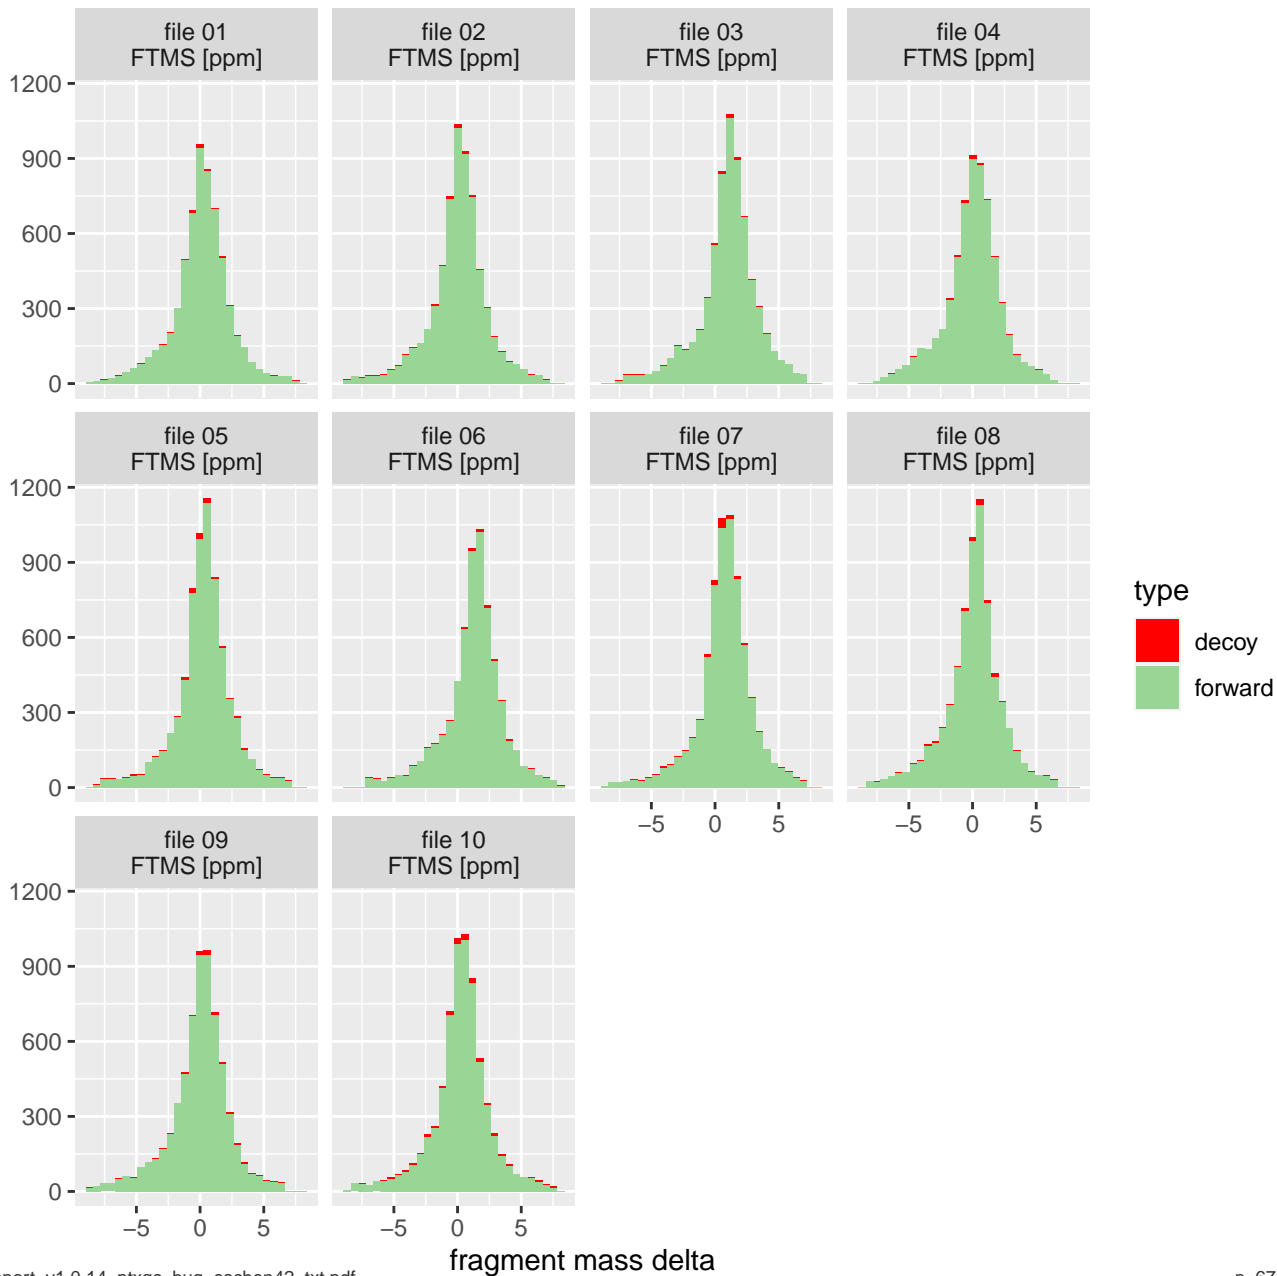 file 01
FTMS [ppm]
file 02
FTMS [ppm]
file 03
FTMS [ppm]
file 04
FTMS [ppm]
1200
900
600
300
0
file 05
FTMS [ppm]
file 06
FTMS [ppm]
file 07
FTMS [ppm]
file 08
FTMS [ppm]
1200
900
600
300
0
−5 0 5
−5 0 5
file 09
FTMS [ppm]
file 10
FTMS [ppm]
1200
900
600
300
0
−5 0 5
−5 0 5
fragment mass delta
type
decoy
forward